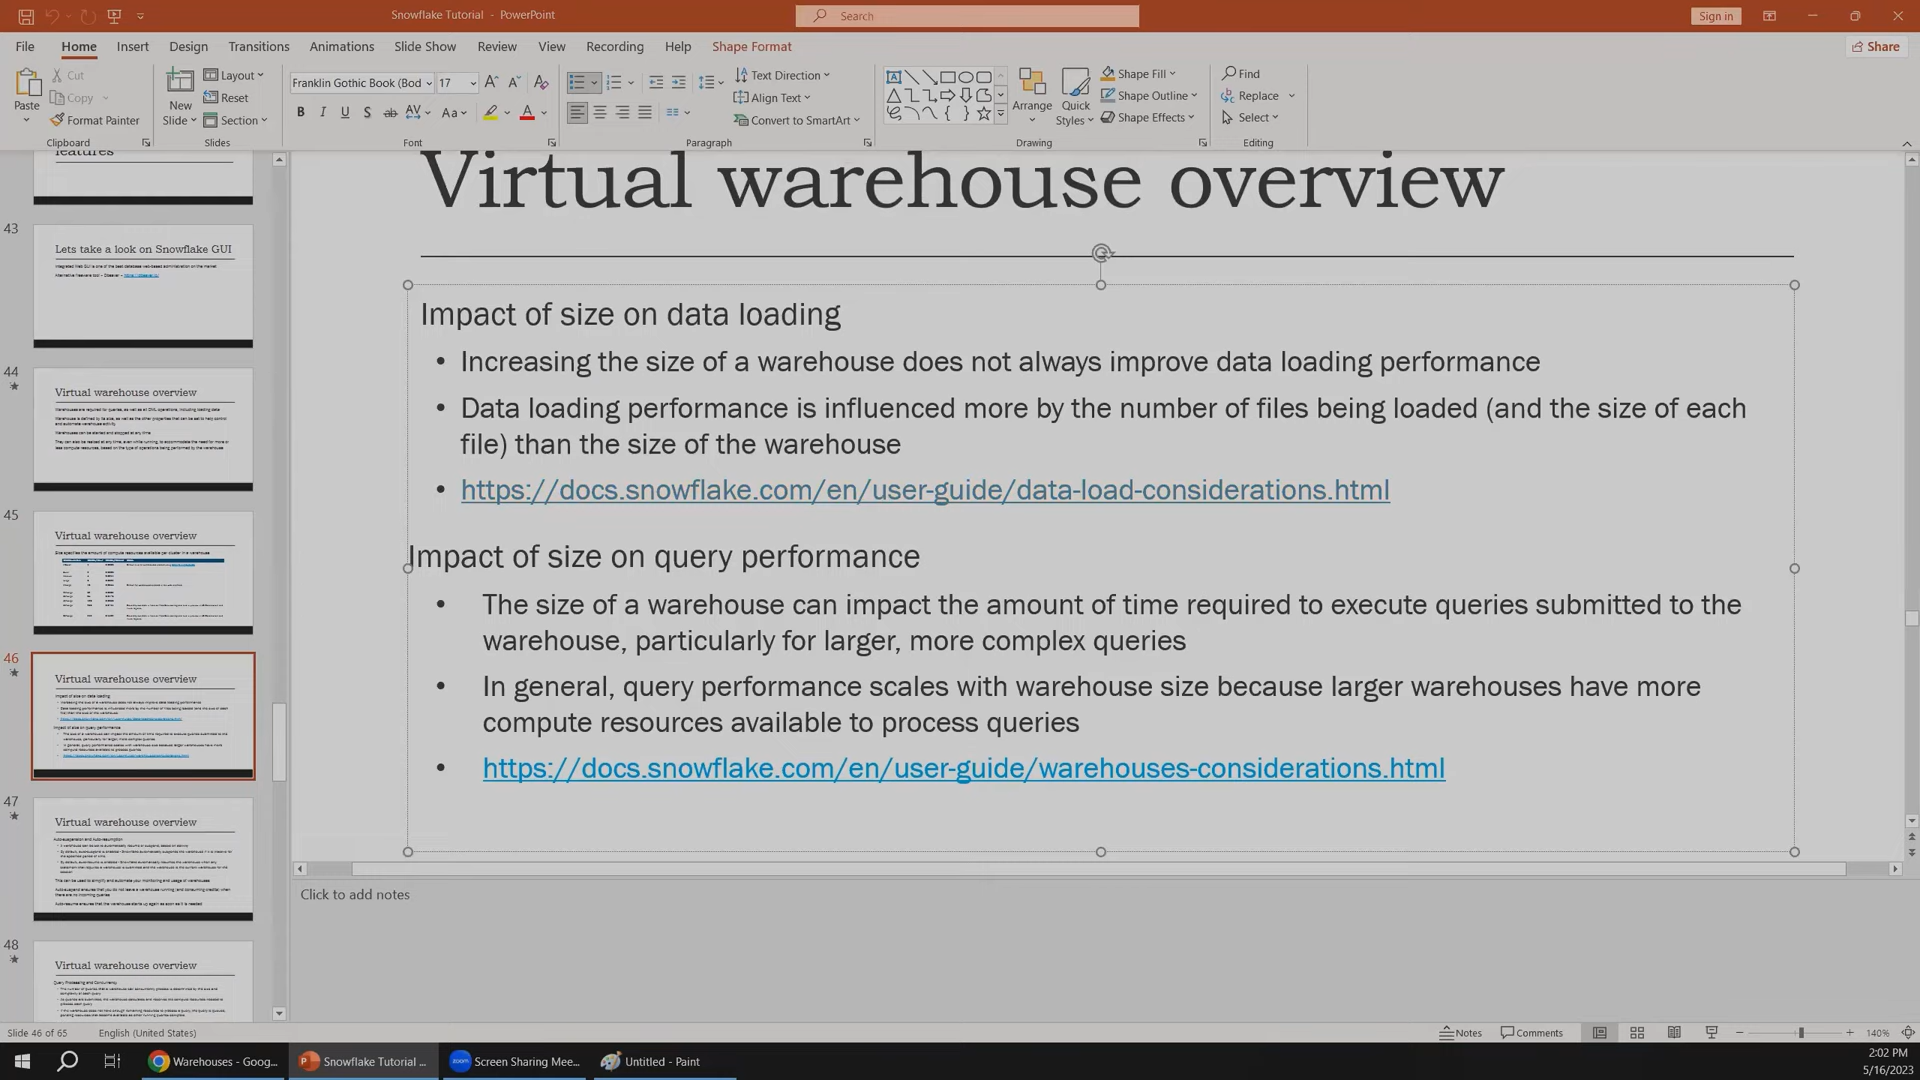 Snowflake Tutorial - PowerPoint
Search
Sign in
File Home Insert Design Transitions Animations Slide Show Review View Recording Help Shape Format
Share
Paste
Cut
Copy
Format Painter
Clipboard
New Slide
Layout
Reset
Section
Slides
Franklin Gothic Book (Bod 17
B I U S ab AV Aa A
Font
Text Direction
Align Text
Convert to SmartArt
Paragraph
Arrange
Quick Styles
Shape Fill
Shape Outline
Shape Effects
Drawing
Find
Replace
Select
Editing
features
43
Lets take a look on Snowflake GUI
44
Virtual warehouse overview
45
Virtual warehouse overview
46
Virtual warehouse overview
47
Virtual warehouse overview
48
Virtual warehouse overview
Virtual warehouse overview
Impact of size on data loading
• Increasing the size of a warehouse does not always improve data loading performance
• Data loading performance is influenced more by the number of files being loaded (and the size of each
file) than the size of the warehouse
• https://docs.snowflake.com/en/user-guide/data-load-considerations.html
Impact of size on query performance
• The size of a warehouse can impact the amount of time required to execute queries submitted to the
warehouse, particularly for larger, more complex queries
• In general, query performance scales with warehouse size because larger warehouses have more
compute resources available to process queries
• https://docs.snowflake.com/en/user-guide/warehouses-considerations.html
Click to add notes
Slide 46 of 65 English (United States)
Notes Comments 140%
Warehouses - Goog...
Snowflake Tutorial ...
zoom Screen Sharing Mee...
Untitled - Paint
2:02 PM
5/16/2023